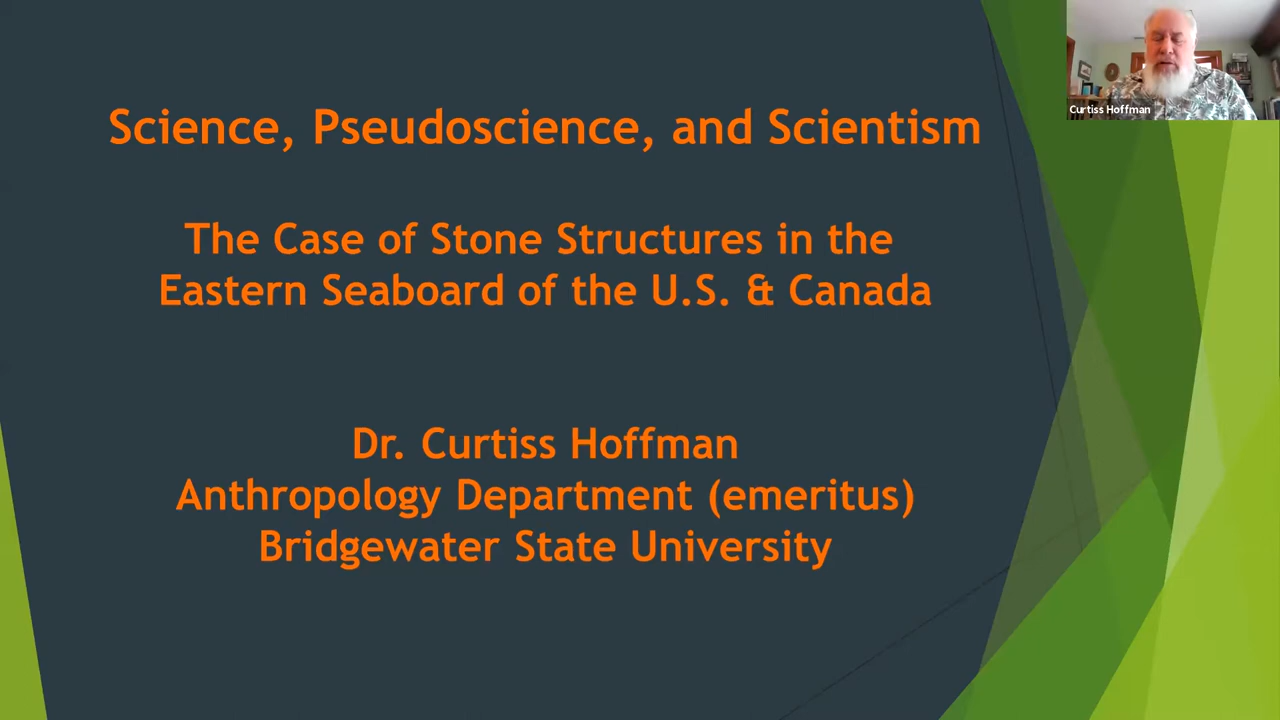 Science, Pseudoscience, and Scientism
The Case of Stone Structures in the
Eastern Seaboard of the U.S. & Canada
Dr. Curtiss Hoffman
Anthropology Department (emeritus)
Bridgewater State University
Curtiss Hoffman